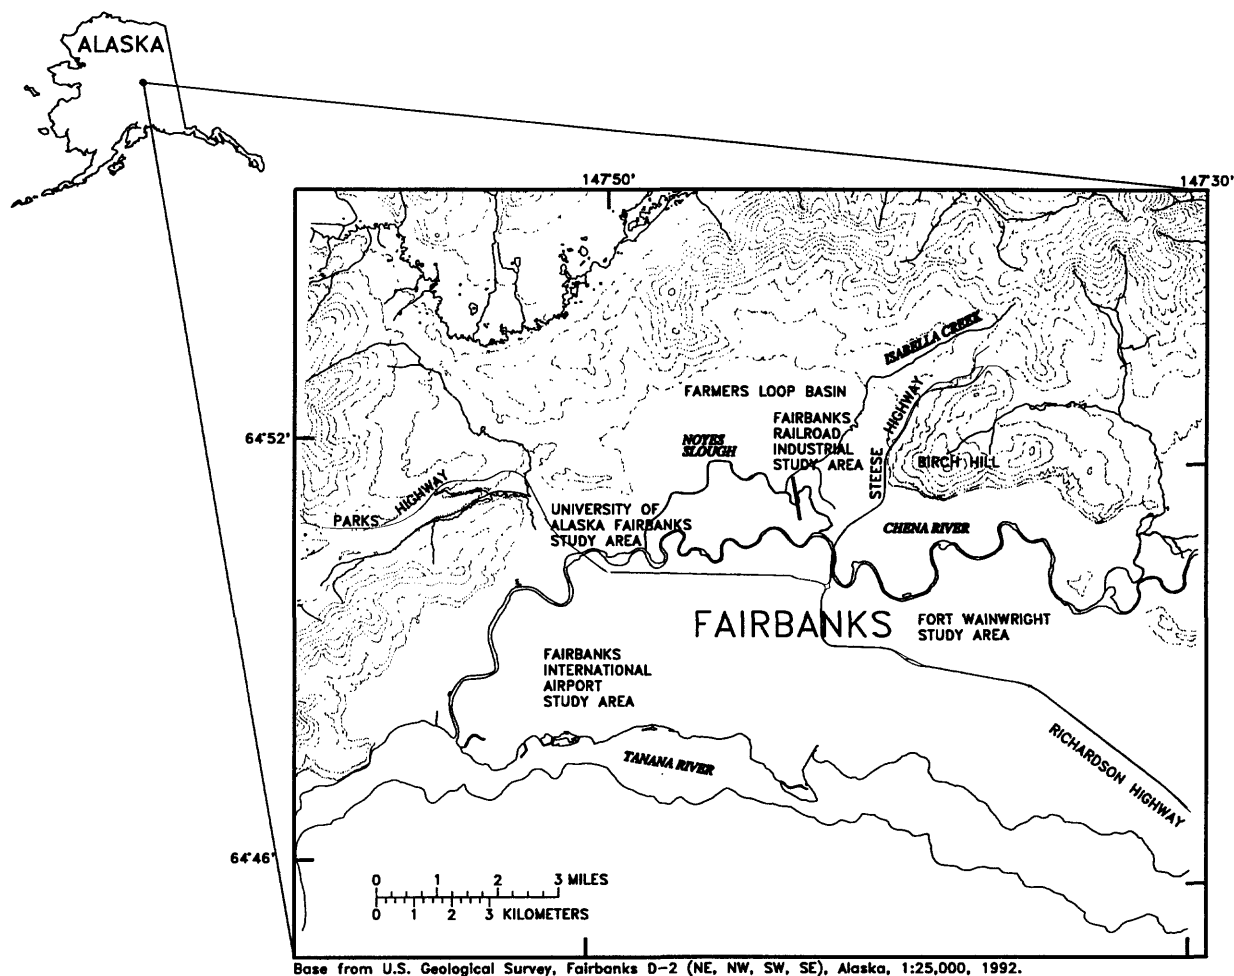 ALASKA
147°50'
147°30'
ISABELLA CREEK
FARMERS LOOP BASIN
FAIRBANKS
RAILROAD
INDUSTRIAL
STUDY AREA
STEESE HIGHWAY
64°52'
NOYES
SLOUGH
BIRCH HILL
PARKS HIGHWAY
UNIVERSITY OF
ALASKA FAIRBANKS
STUDY AREA
CHENA RIVER
FAIRBANKS
FORT WAINWRIGHT
STUDY AREA
FAIRBANKS
INTERNATIONAL
AIRPORT
STUDY AREA
TANANA RIVER
RICHARDSON HIGHWAY
64°46'
0 1 2 3 MILES
0 1 2 3 KILOMETERS
Base from U.S. Geological Survey, Fairbanks D-2 (NE, NW, SW, SE), Alaska, 1:25,000, 1992.